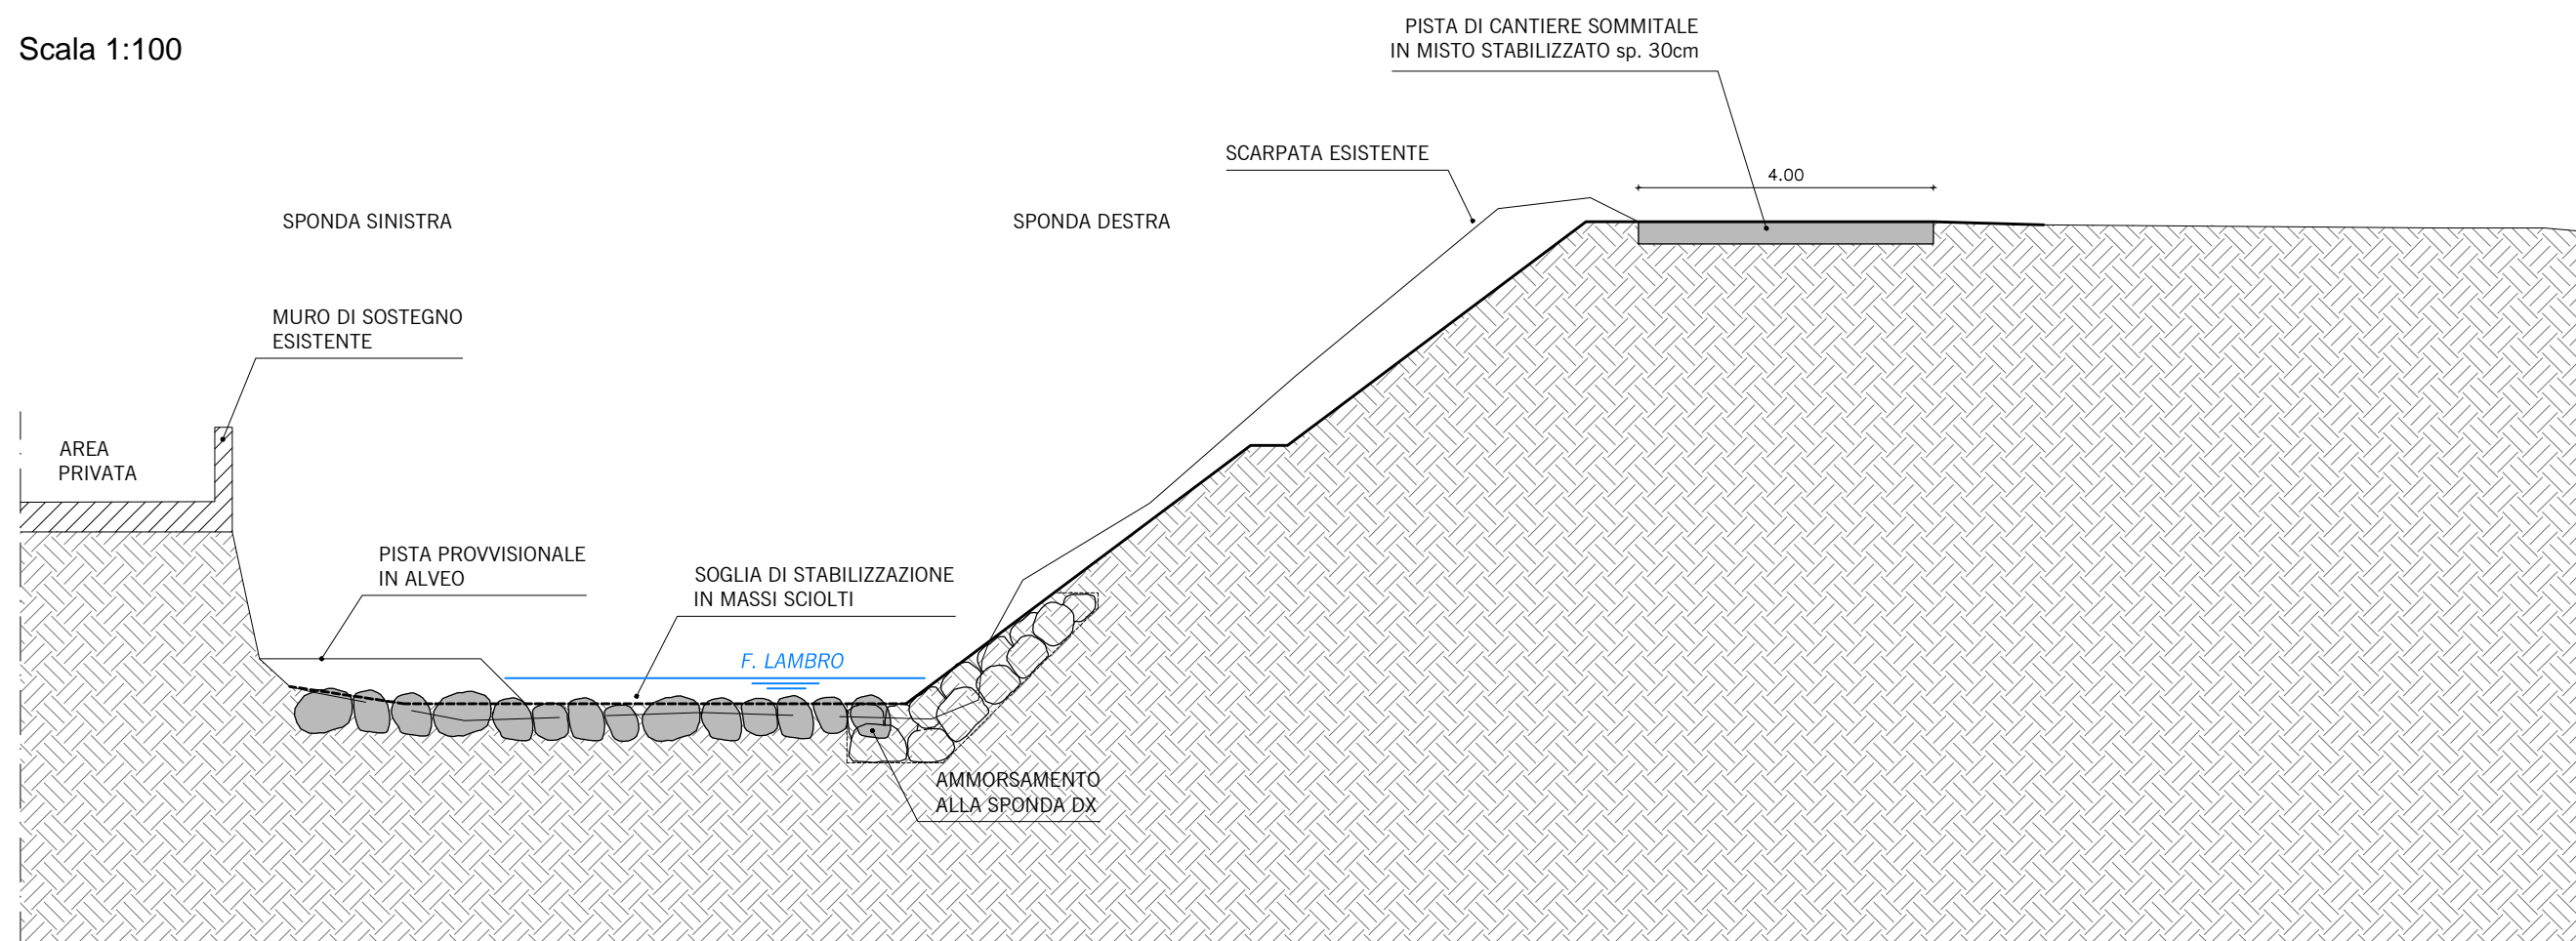 Scala 1:100
PISTA DI CANTIERE SOMMITALE
IN MISTO STABILIZZATO sp. 30cm
SCARPATA ESISTENTE
4.00
SPONDA SINISTRA
SPONDA DESTRA
MURO DI SOSTEGNO
ESISTENTE
AREA
PRIVATA
PISTA PROVVISIONALE
IN ALVEO
SOGLIA DI STABILIZZAZIONE
IN MASSI SCIOLTI
F. LAMBRO
AMMORSAMENTO
ALLA SPONDA DX